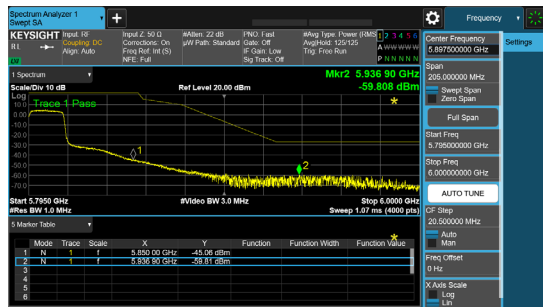 Spectrum Analyzer 1
Swept SA
Frequency
KEYSIGHT
Input: RF
Input Z: 50 Ω
#Atten: 22 dB
PNO: Fast
#Avg Type: Power (RMS
1 2 3 4 5 6
R L
Coupling: DC
Corrections: On
µW Path: Standard
Gate: Off
Avg|Hold: 125/125
A W W W W W
Align: Auto
Freq Ref: Int (S)
IF Gain: Low
Trig: Free Run
NFE: Full
Sig Track: Off
P N N N N N
1 Spectrum
Mkr2 5.936 90 GHz
Scale/Div 10 dB
Ref Level 20.00 dBm
-59.808 dBm
Log
Trace 1 Pass
10.0
0.00
-10.0
-20.0
-30.0
-40.0
-50.0
-60.0
-70.0
1
2
Start 5.7950 GHz
#Video BW 3.0 MHz
Stop 6.0000 GHz
#Res BW 1.0 MHz
Sweep 1.07 ms (4000 pts)
5 Marker Table
Mode Trace Scale X Y Function Function Width Function Value
1 N 1 f 5.850 00 GHz -45.06 dBm
2 N 1 f 5.936 90 GHz -59.81 dBm
3
4
5
6
Center Frequency
5.897500000 GHz
Settings
Span
205.000000 MHz
Swept Span
Zero Span
Full Span
Start Freq
5.795000000 GHz
Stop Freq
6.000000000 GHz
AUTO TUNE
CF Step
20.500000 MHz
Auto
Man
Freq Offset
0 Hz
X Axis Scale
Log
Lin